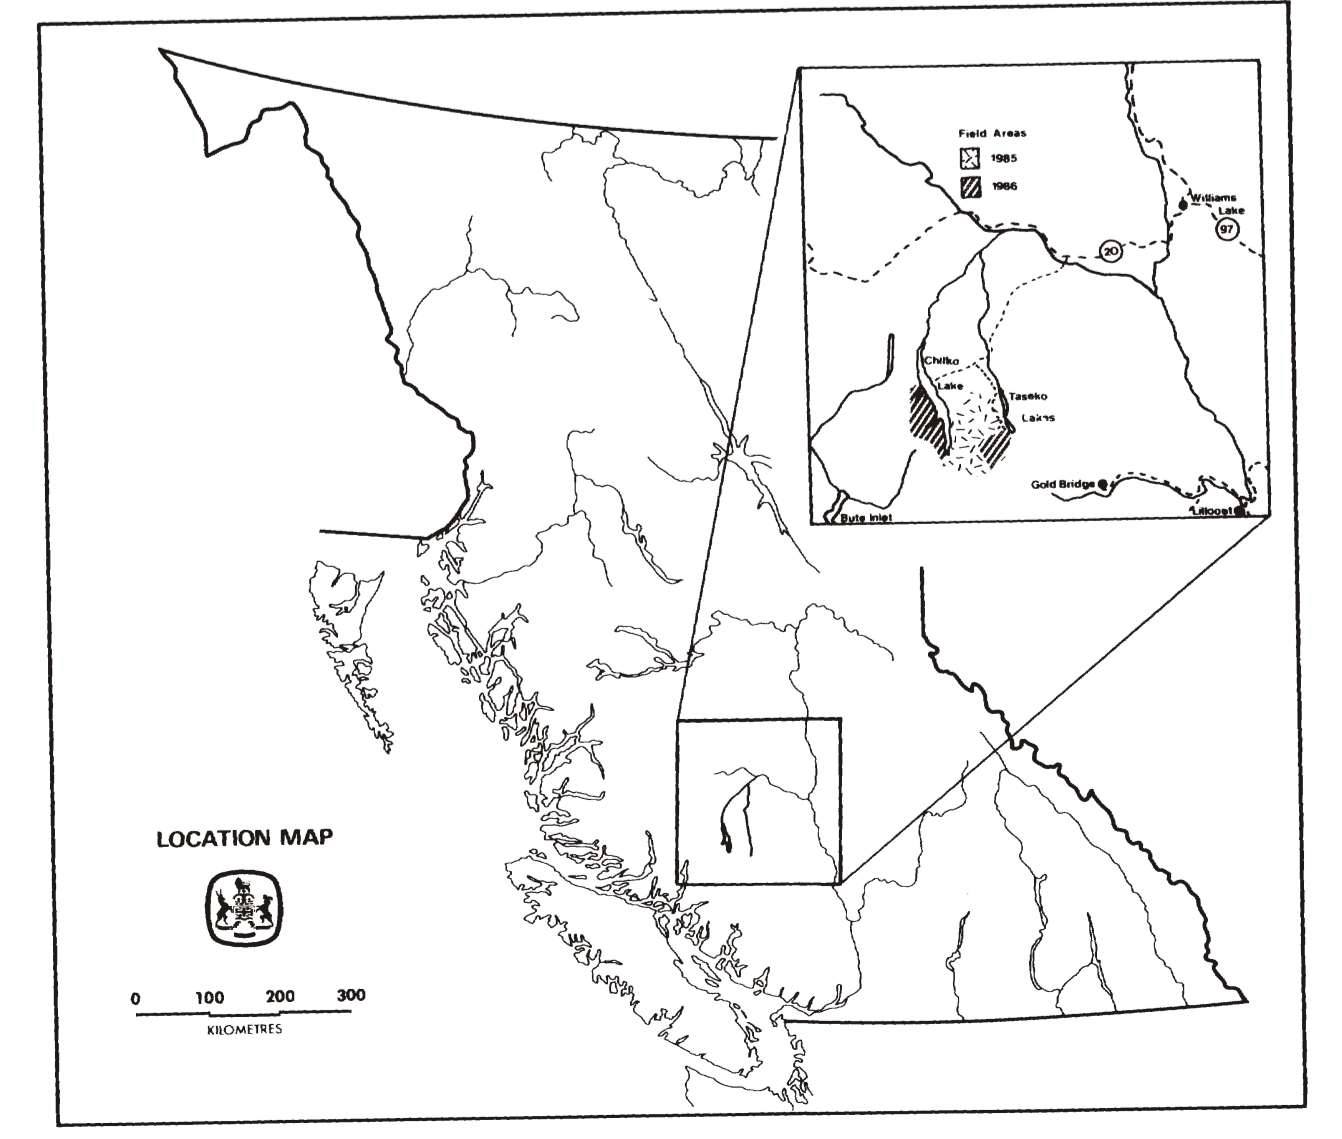 Field Areas
1985
1986
Williams
Lake
97
20
Chilko
Lake
Taseko
Lakes
Gold Bridge
Lillooet
Bute Inlet
LOCATION MAP
0 100 200 300
KILOMETRES